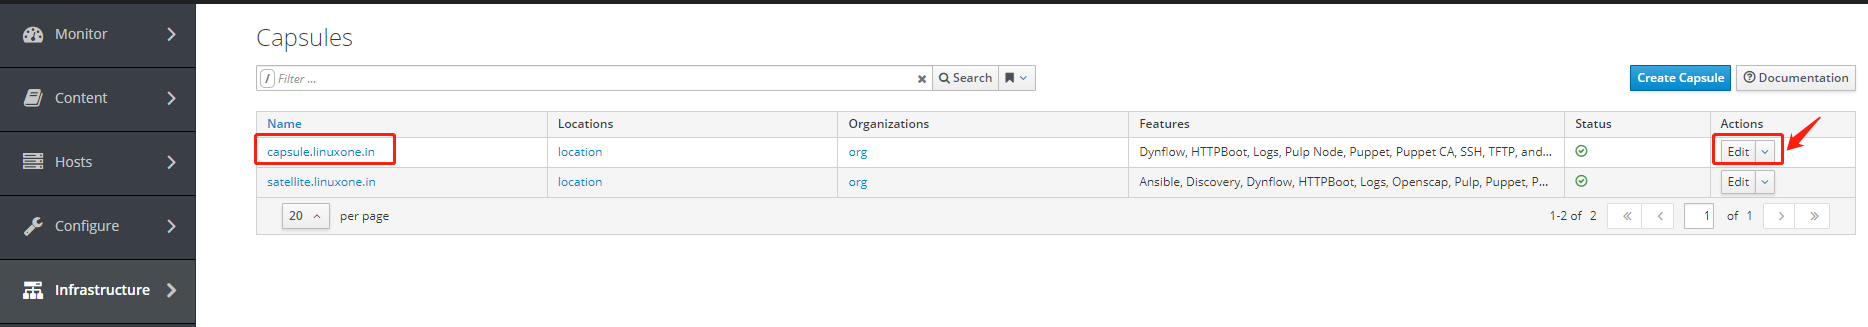 Monitor
Content
Hosts
Configure
Infrastructure
Capsules
/ Filter ... × Search
Create Capsule Documentation
Name Locations Organizations Features Status Actions
capsule.linuxone.in location org Dynflow, HTTPBoot, Logs, Pulp Node, Puppet, Puppet CA, SSH, TFTP, and... Edit
satellite.linuxone.in location org Ansible, Discovery, Dynflow, HTTPBoot, Logs, Openscap, Pulp, Puppet, P... Edit
20 per page 1-2 of 2 « < 1 of 1 > »